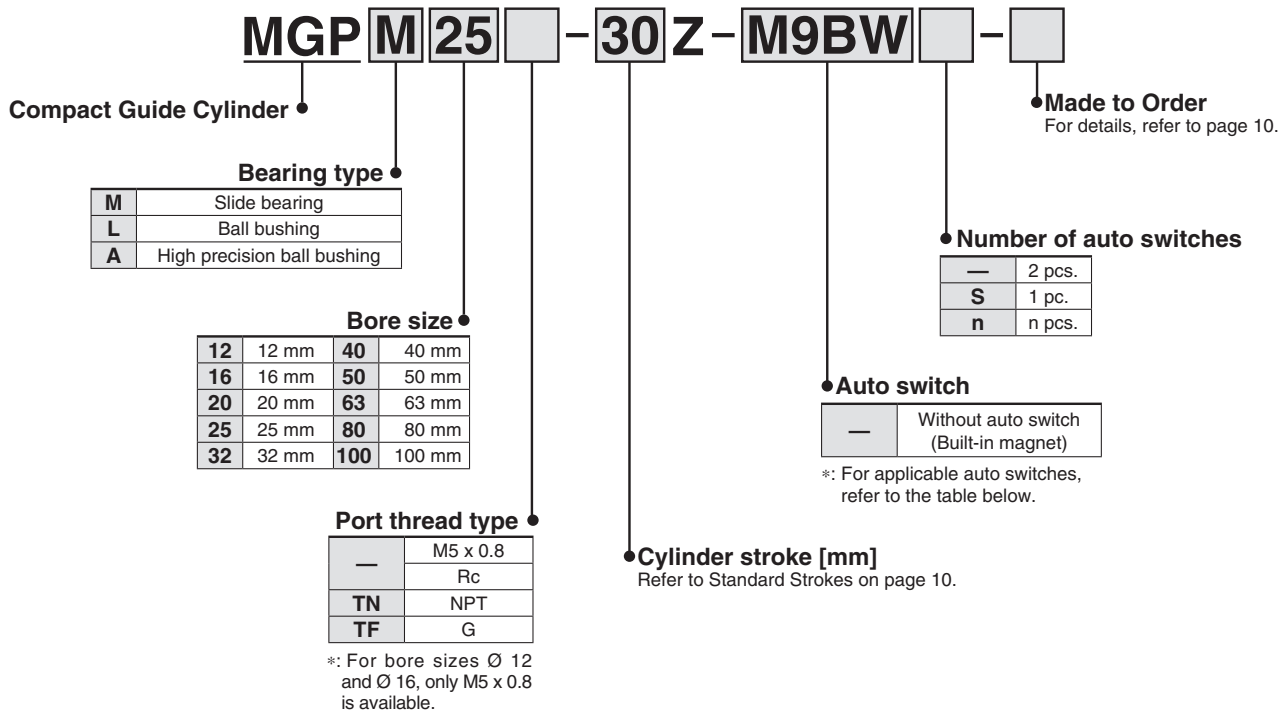 MGP M 25 - 30 Z - M9BW -
Compact Guide Cylinder
Made to Order
For details, refer to page 10.
Bearing type
M Slide bearing
L Ball bushing
A High precision ball bushing
Number of auto switches
— 2 pcs.
S 1 pc.
n n pcs.
Bore size
12 12 mm 40 40 mm
16 16 mm 50 50 mm
20 20 mm 63 63 mm
25 25 mm 80 80 mm
32 32 mm 100 100 mm
Auto switch
— Without auto switch
(Built-in magnet)
*: For applicable auto switches,
refer to the table below.
Port thread type
— M5 x 0.8
Rc
TN NPT
TF G
*: For bore sizes Ø 12
and Ø 16, only M5 x 0.8
is available.
Cylinder stroke [mm]
Refer to Standard Strokes on page 10.